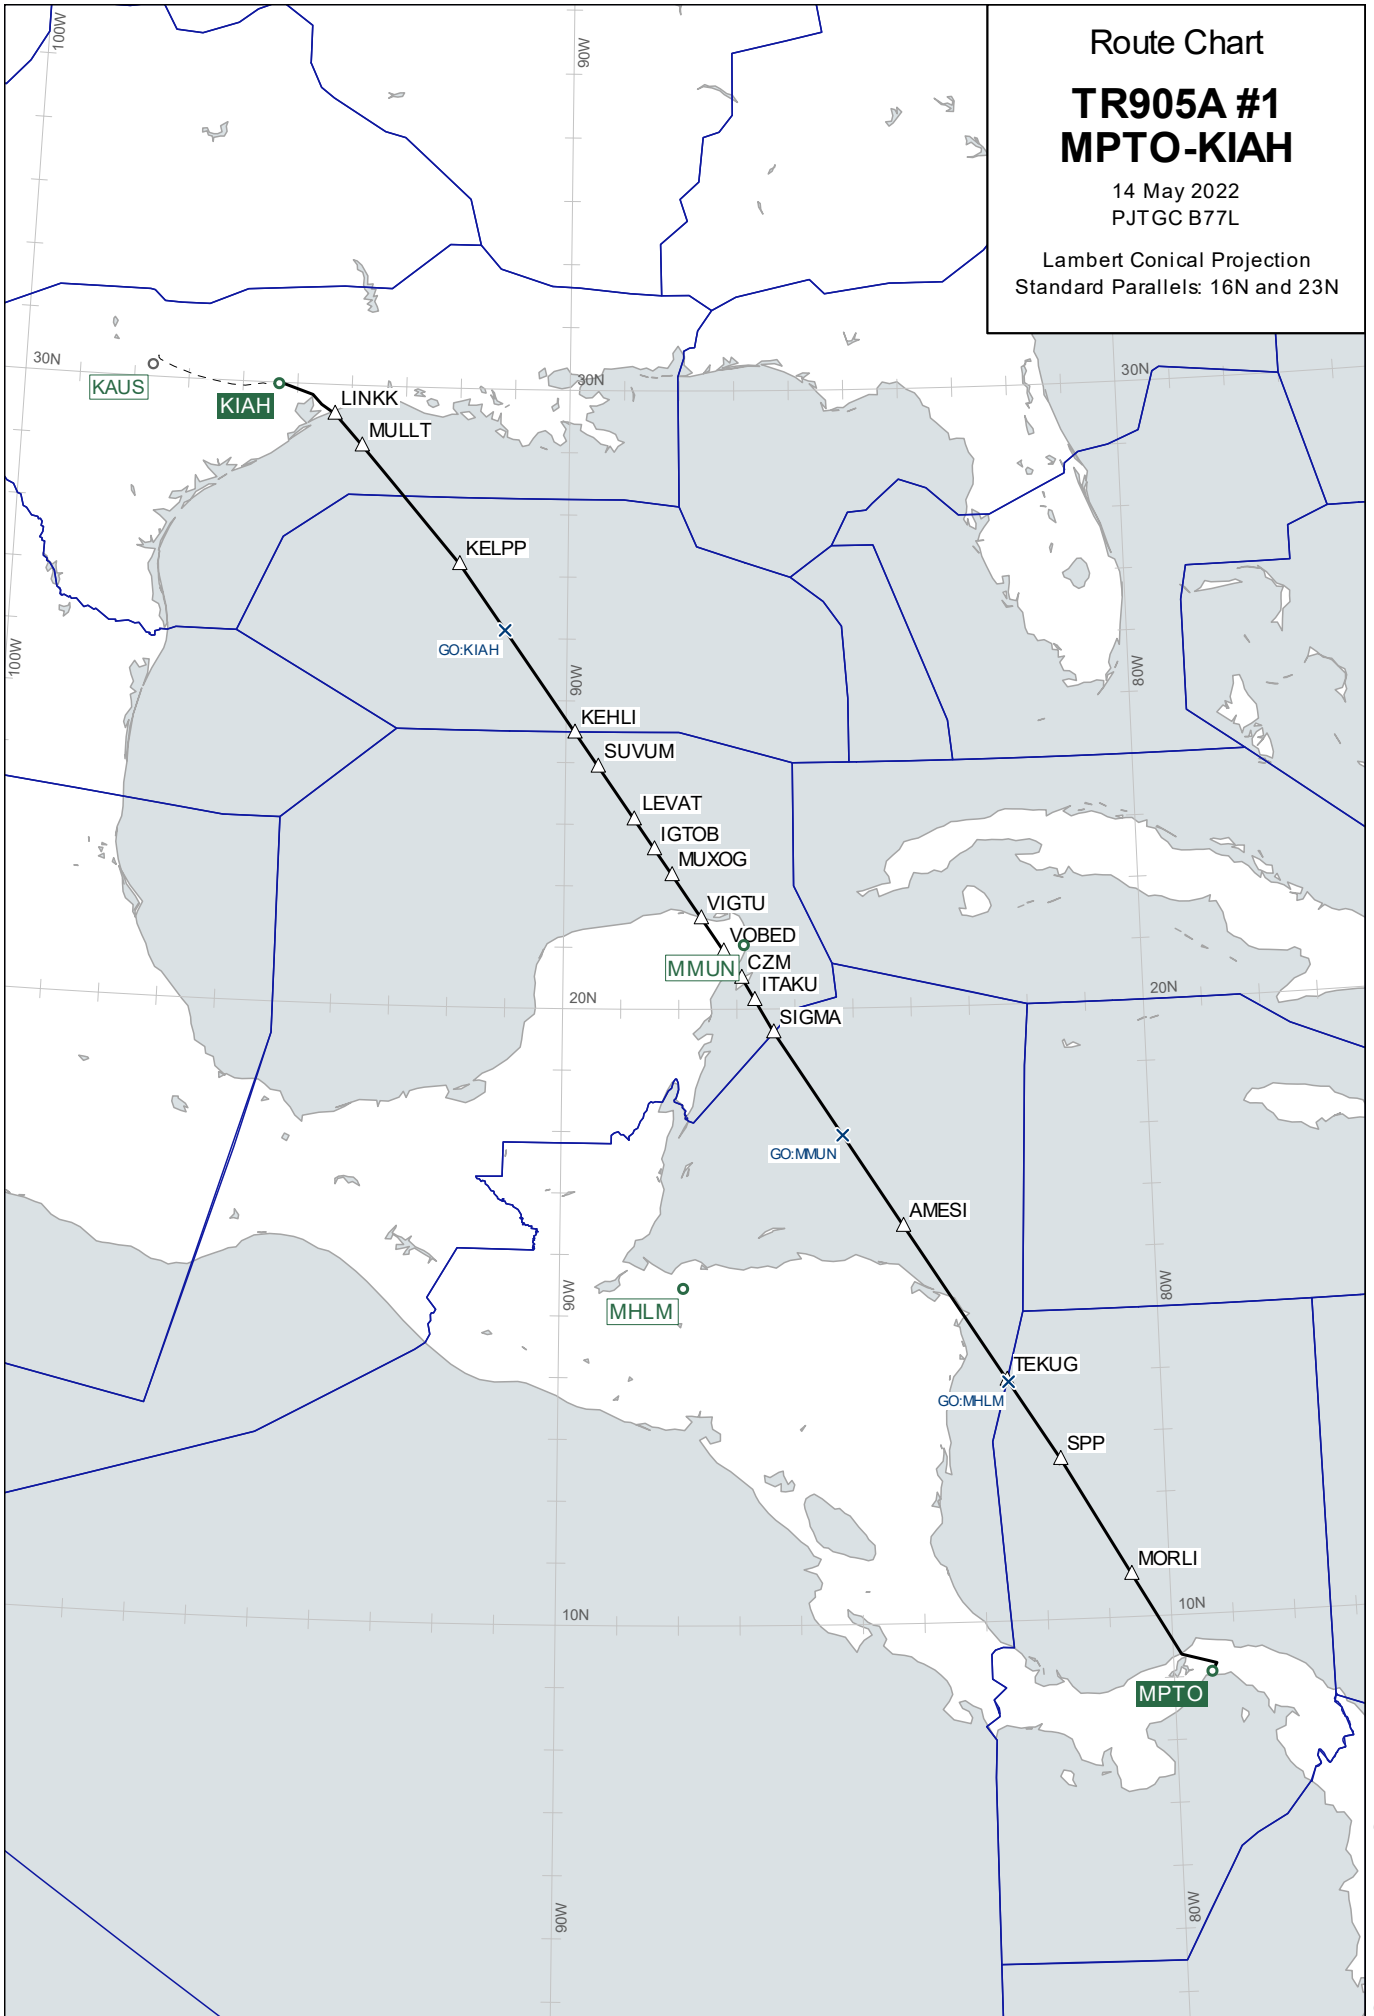 Route Chart
TR905A #1
MPTO-KIAH
14 May 2022
PJTGC B77L
Lambert Conical Projection
Standard Parallels: 16N and 23N
100W
90W
30N
30N
30N
KAUS
KIAH
LINKK
MULLT
KELPP
GO:KIAH
100W
90W
80W
KEHLI
SUVUM
LEVAT
IGTOB
MUXOG
VIGTU
VOBED
MMUN
CZM
ITAKU
20N
20N
SIGMA
GO:MMUN
AMESI
90W
80W
MHLM
TEKUG
GO:MHLM
SPP
MORLI
10N
10N
MPTO
90W
80W